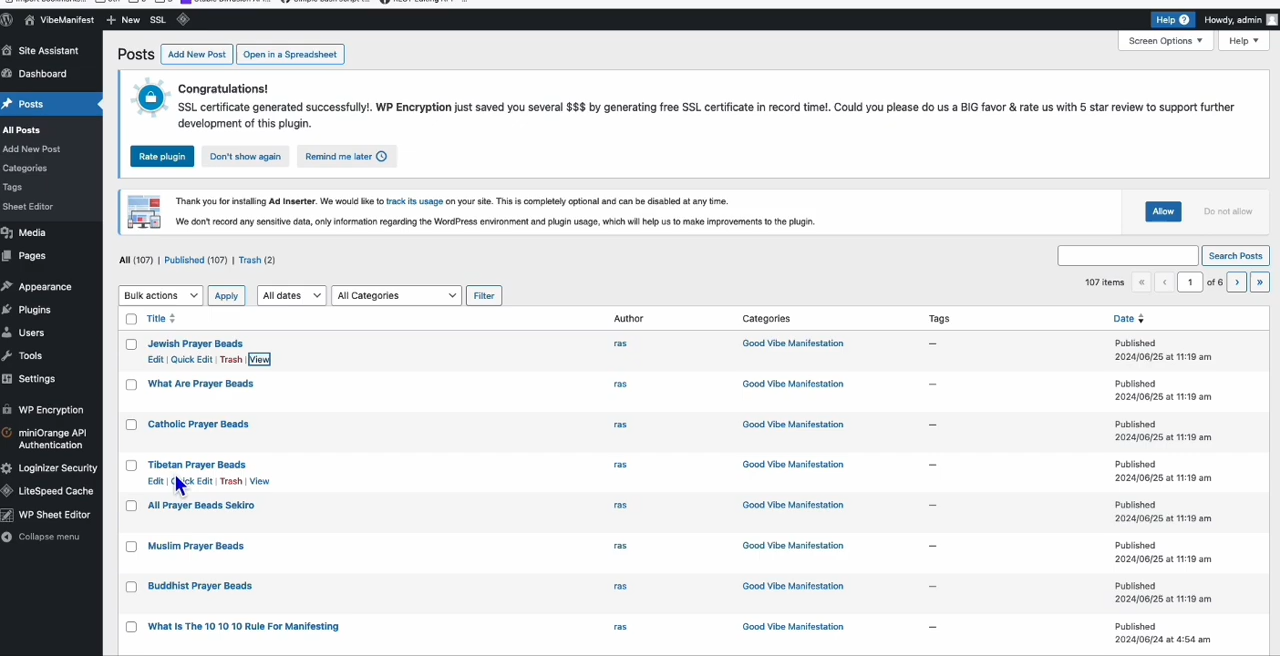 VibeManifest + New SSL Help ? Howdy, admin
Site Assistant
Dashboard
Posts
All Posts
Add New Post
Categories
Tags
Sheet Editor
Media
Pages
Appearance
Plugins
Users
Tools
Settings
WP Encryption
miniOrange API
Authentication
Loginizer Security
LiteSpeed Cache
WP Sheet Editor
Collapse menu
Screen Options Help
Posts Add New Post Open in a Spreadsheet
Congratulations!
SSL certificate generated successfully!. WP Encryption just saved you several $$$ by generating free SSL certificate in record time!. Could you please do us a BIG favor & rate us with 5 star review to support further
development of this plugin.
Rate plugin Don't show again Remind me later
Thank you for installing Ad Inserter. We would like to track its usage on your site. This is completely optional and can be disabled at any time.
We don't record any sensitive data, only information regarding the WordPress environment and plugin usage, which will help us to make improvements to the plugin.
Allow Do not allow
All (107) | Published (107) | Trash (2)
Search Posts
107 items « ‹ 1 of 6 › »
Bulk actions Apply All dates All Categories Filter
Title Author Categories Tags Date
Jewish Prayer Beads ras Good Vibe Manifestation — Published
Edit | Quick Edit | Trash | View 2024/06/25 at 11:19 am
What Are Prayer Beads ras Good Vibe Manifestation — Published
2024/06/25 at 11:19 am
Catholic Prayer Beads ras Good Vibe Manifestation — Published
2024/06/25 at 11:19 am
Tibetan Prayer Beads ras Good Vibe Manifestation — Published
Edit | Quick Edit | Trash | View 2024/06/25 at 11:19 am
All Prayer Beads Sekiro ras Good Vibe Manifestation — Published
2024/06/25 at 11:19 am
Muslim Prayer Beads ras Good Vibe Manifestation — Published
2024/06/25 at 11:19 am
Buddhist Prayer Beads ras Good Vibe Manifestation — Published
2024/06/25 at 11:19 am
What Is The 10 10 10 Rule For Manifesting ras Good Vibe Manifestation — Published
2024/06/24 at 4:54 am